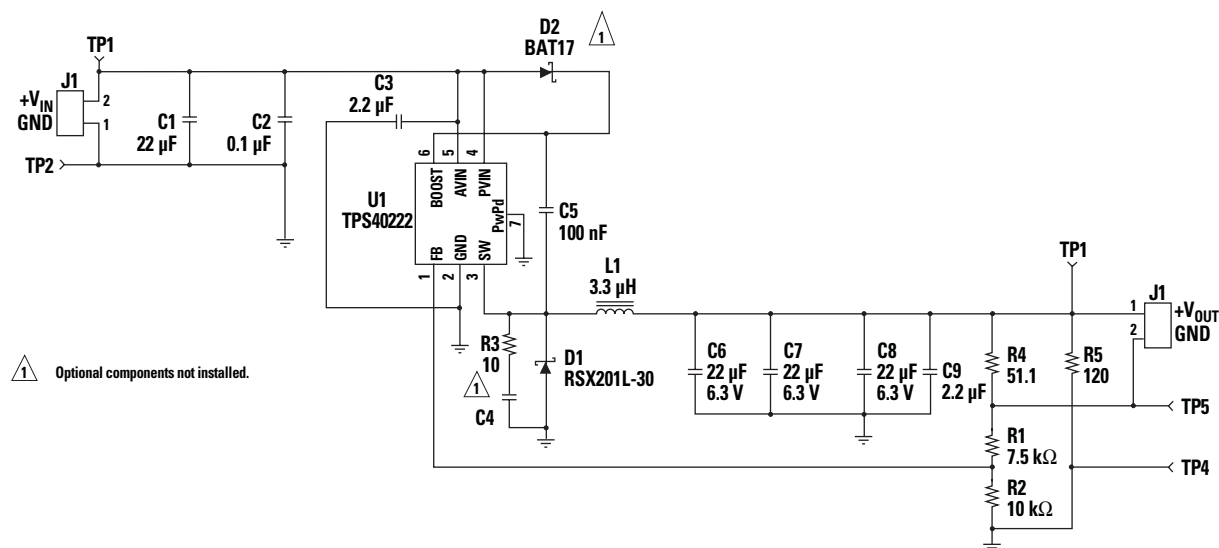 D2
BAT17
1
TP1
J1
+VIN
GND
2
1
TP2
C1
22 µF
C2
0.1 µF
C3
2.2 µF
6
5
4
BOOST
AVIN
PVIN
U1
TPS40222
PwPd
7
FB
GND
SW
1
2
3
C5
100 nF
L1
3.3 µH
TP1
J1
1
2
+VOUT
GND
R3
10
1
C4
D1
RSX201L-30
C6
22 µF
6.3 V
C7
22 µF
6.3 V
C8
22 µF
6.3 V
C9
2.2 µF
R4
51.1
R5
120
TP5
R1
7.5 kΩ
TP4
R2
10 kΩ
1
Optional components not installed.